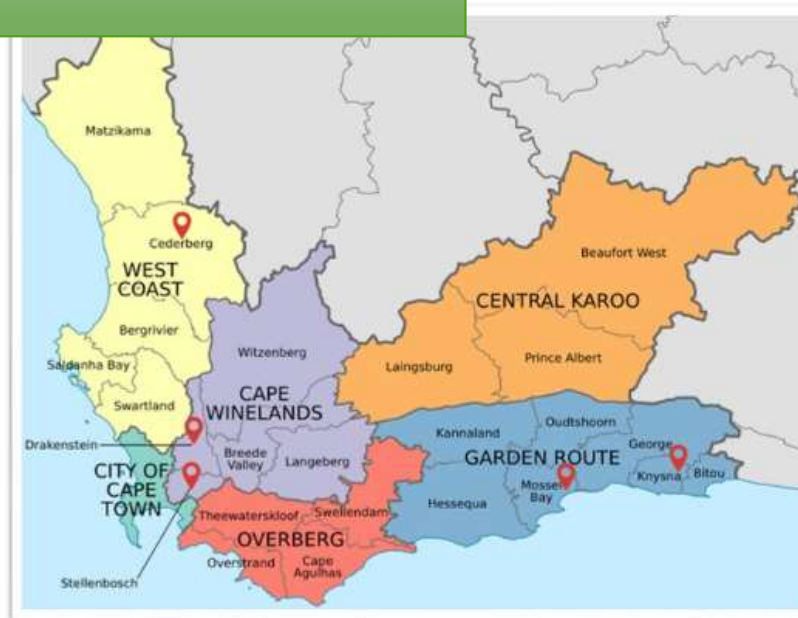 Matzikama
Cederberg
WEST
COAST
Bergrivier
Saldanha Bay
Swartland
Drakenstein
CITY OF
CAPE
TOWN
Stellenbosch
Witzenberg
CAPE
WINELANDS
Breede
Valley
Langeberg
Theewaterskloof
Swellendam
OVERBERG
Overstrand
Cape
Agulhas
Beaufort West
CENTRAL KAROO
Laingsburg
Prince Albert
Kannaland
Oudtshoorn
George
GARDEN ROUTE
Knysna
Bitou
Mossel
Bay
Hessequa